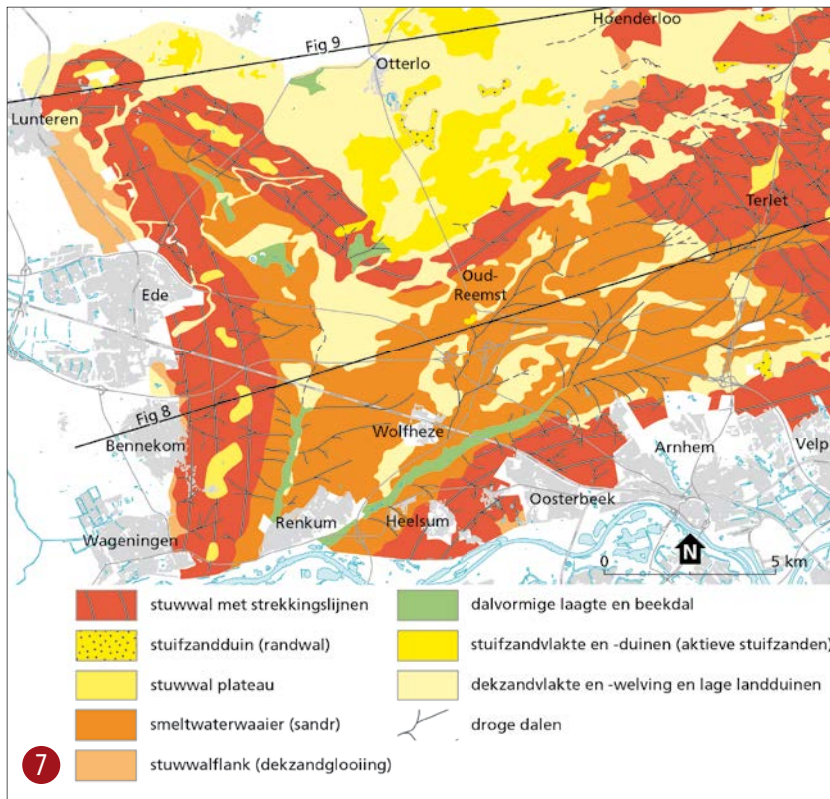 Hoenderloo
Fig 9
Otterlo
Lunteren
Terlet
Oud-
Reemst
Ede
Fig 8
Wolfheze
Bennekom
Arnhem
Velp
Oosterbeek
Renkum
Heelsum
Wageningen
N
0 5 km
stuwwal met strekkingslijnen
stuifzandduin (randwal)
stuwwal plateau
smeltwaterwaaier (sandr)
stuwwalflank (dekzandglooiing)
dalvormige laagte en beekdal
stuifzandvlakte en -duinen (aktieve stuifzanden)
dekzandvlakte en -welving en lage landduinen
droge dalen
7